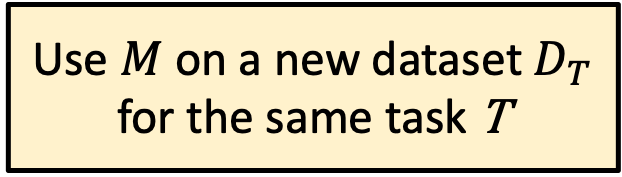 Use M on a new dataset D_T
for the same task T